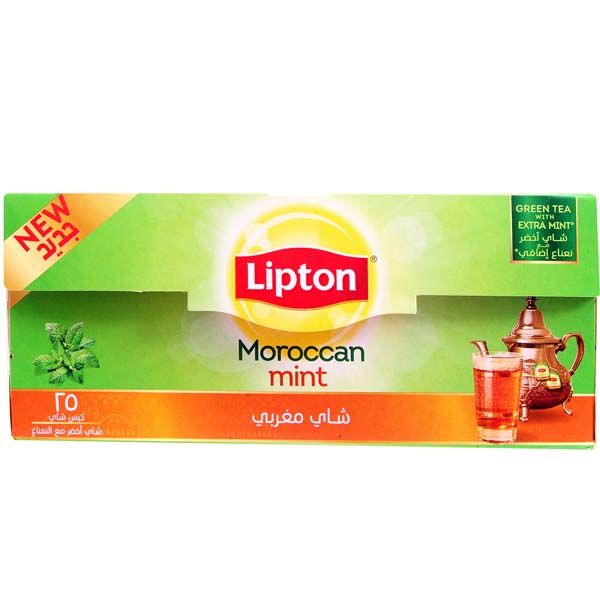 NEW
جديد
GREEN TEA
WITH
EXTRA MINT*
شاي أخضر
مع
نعناع إضافي*
Lipton®
Moroccan
mint
شاي مغربي
٢٥
كيس شاي
شاي أخضر مع النعناع